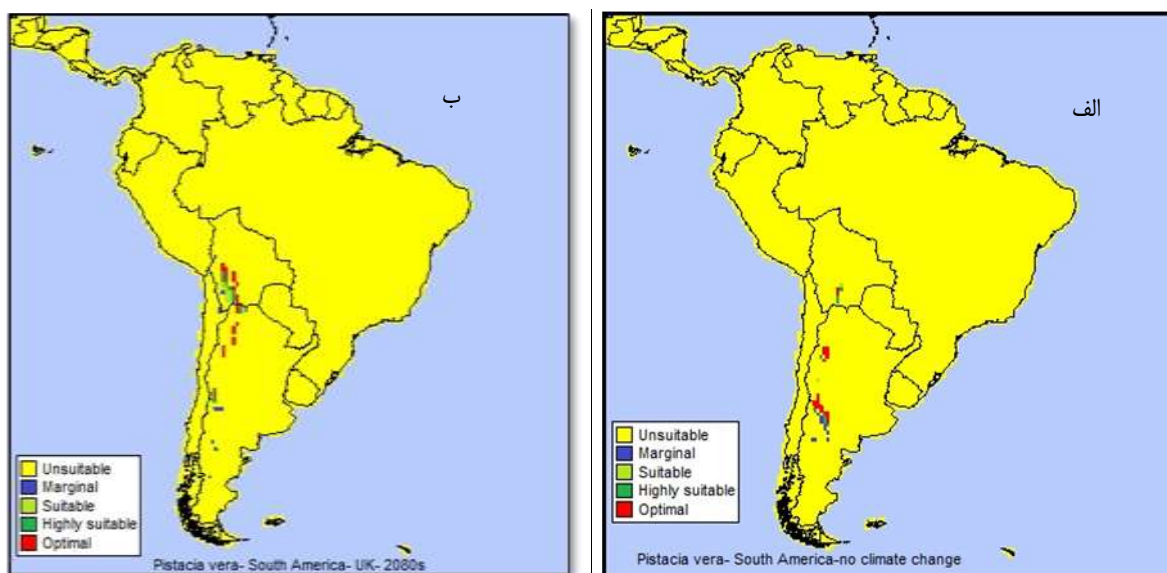 ب
Unsuitable
Marginal
Suitable
Highly suitable
Optimal
Pistacia vera- South America- UK- 2080s
الف
Unsuitable
Marginal
Suitable
Highly suitable
Optimal
Pistacia vera- South America-no climate change